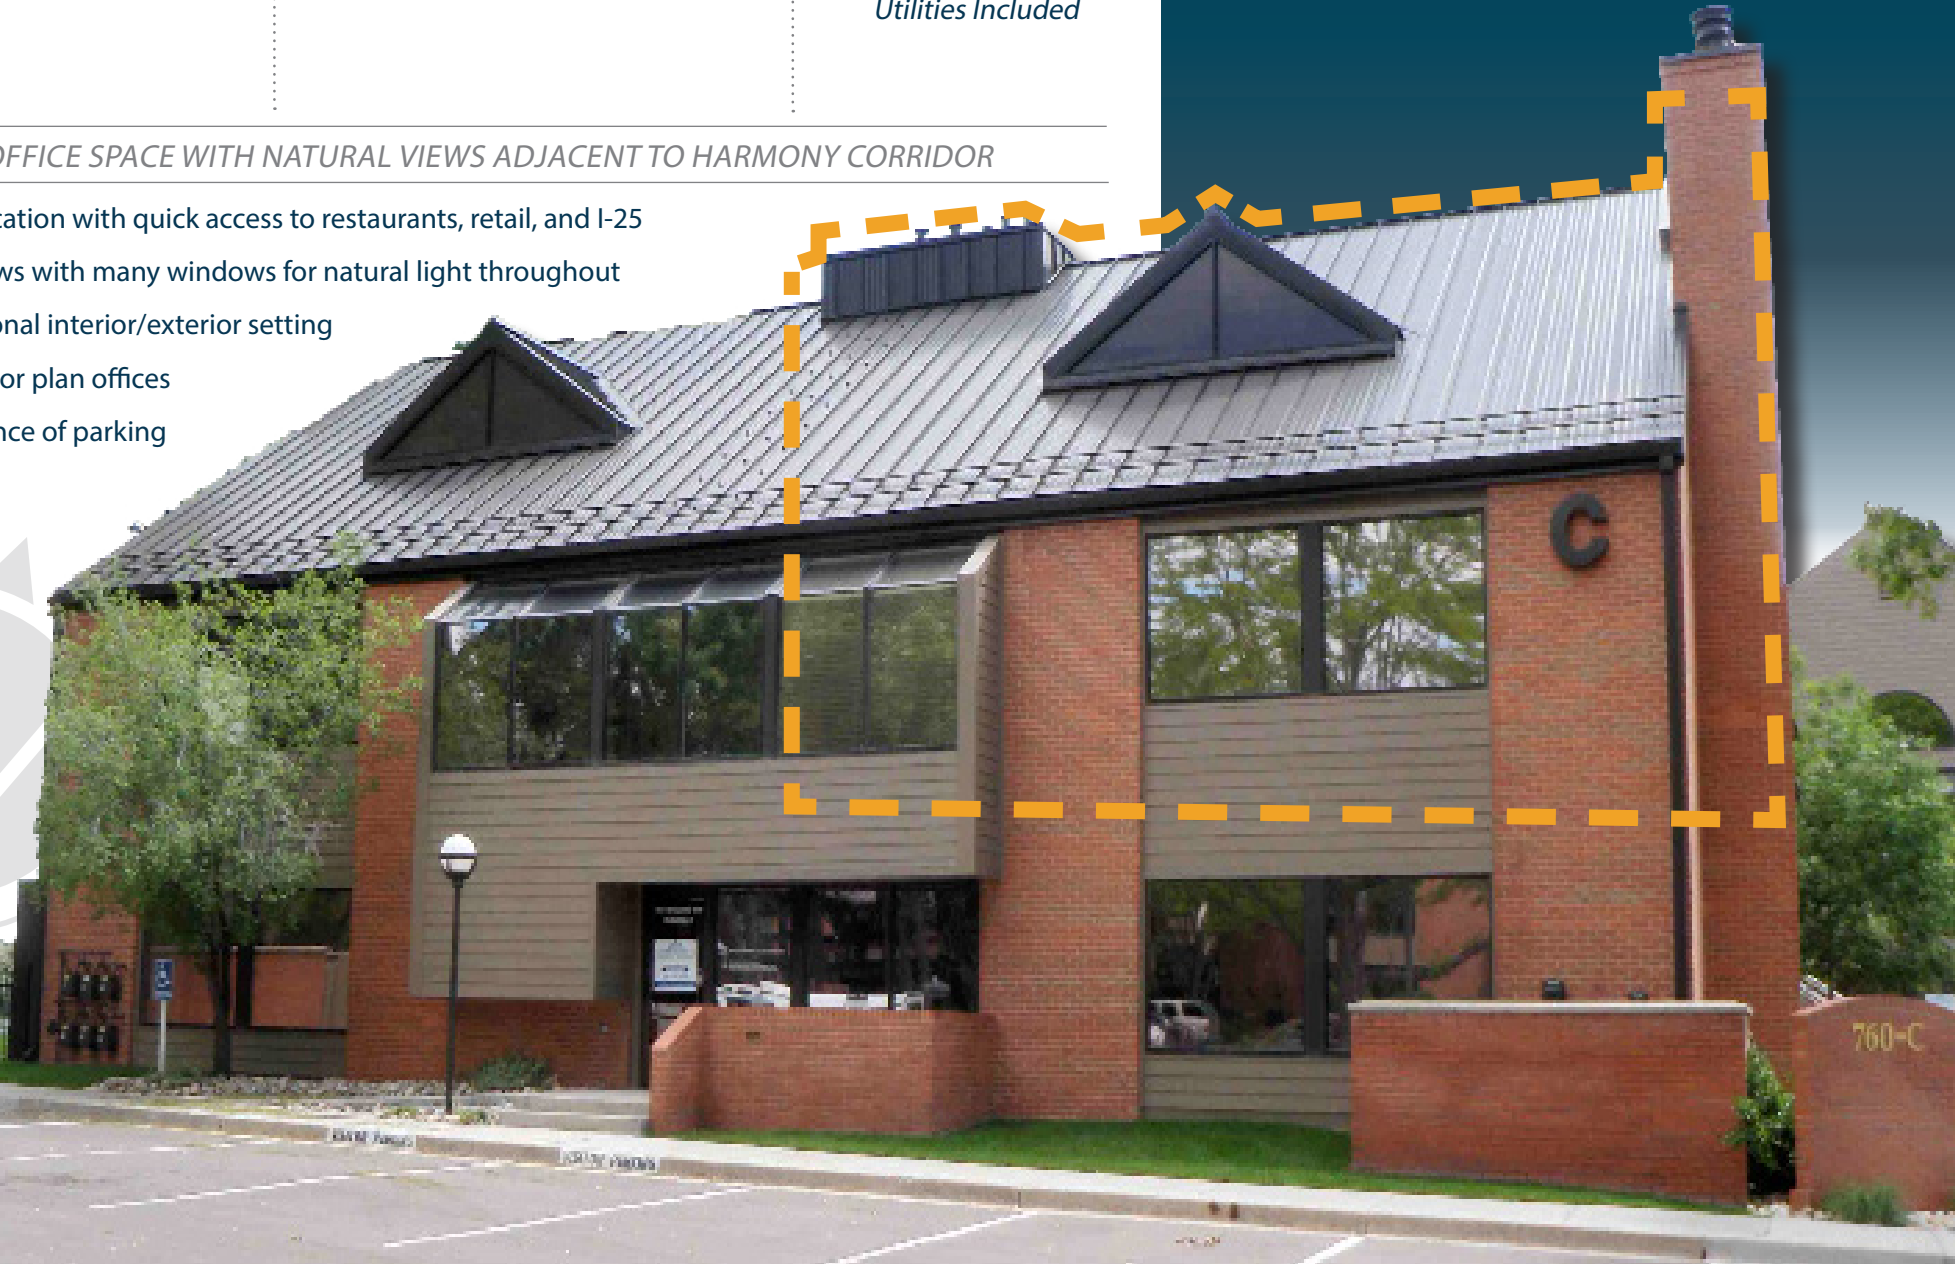 Utilities Included
OFFICE SPACE WITH NATURAL VIEWS ADJACENT TO HARMONY CORRIDOR
cation with quick access to restaurants, retail, and I-25
ws with many windows for natural light throughout
onal interior/exterior setting
or plan offices
nce of parking
C
760-C